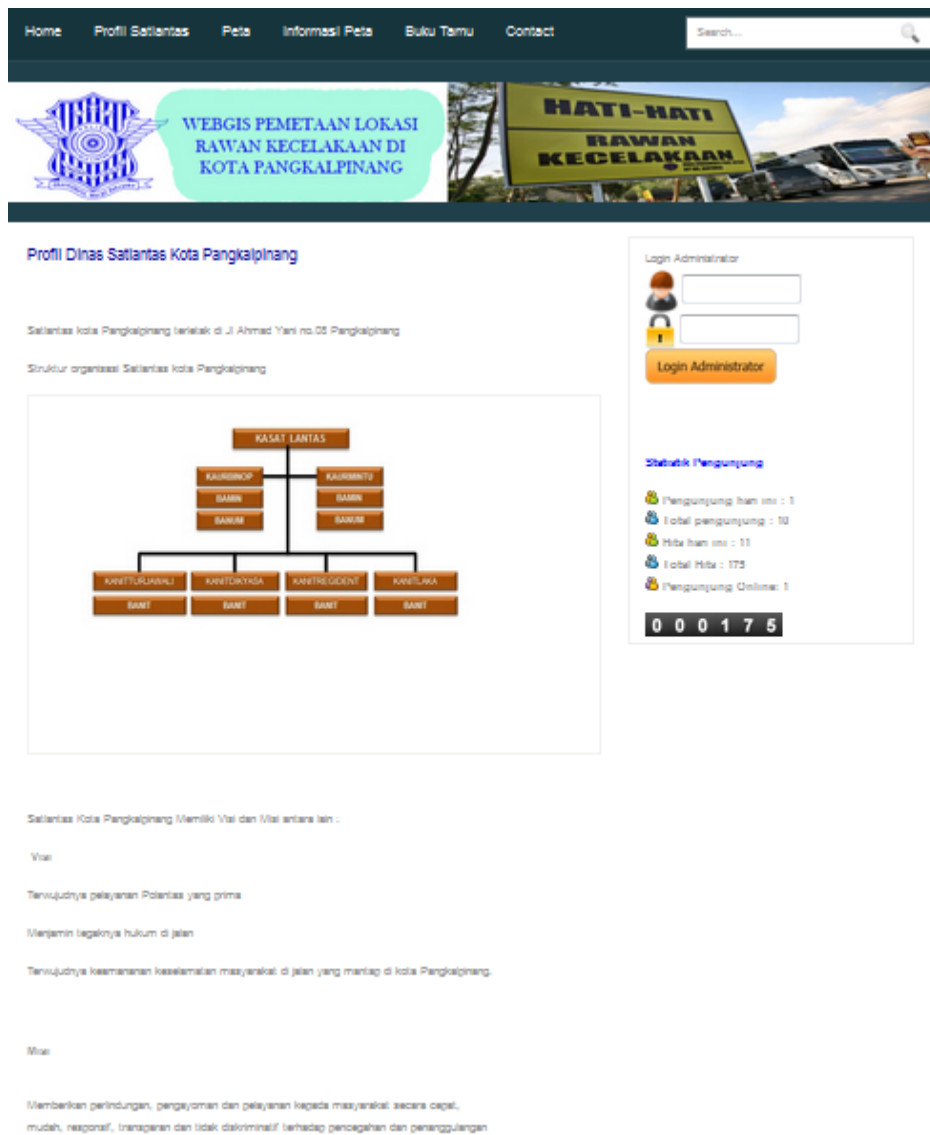 Home Profil Satlantas Peta Informasi Peta Buku Tamu Contact Search...
WEBGIS PEMETAAN LOKASI
RAWAN KECELAKAAN DI
KOTA PANGKALPINANG
HATI-HATI
RAWAN
KECELAKAAN
Profil Dinas Satlantas Kota Pangkalpinang
Satlantas kota Pangkalpinang terletak di Jl Ahmad Yani no.05 Pangkalpinang
Struktur organisasi Satlantas kota Pangkalpinang
KASAT LANTAS
KAURBINOP KAURMINTU
BAMIN BAMIN
BANUM BANUM
KANITTURJAWALI KANITDIKYASA KANITREGIDENT KANITLAKA
BANIT BANIT BANIT BANIT
Satlantas Kota Pangkalpinang Memiliki Visi dan Misi antara lain :
Visi
Terwujudnya pelayanan Polantas yang prima
Menjamin tegaknya hukum di jalan
Terwujudnya keamananan keselamatan masyarakat di jalan yang mantap di kota Pangkalpinang.
Misi
Memberikan perlindungan, pengayoman dan pelayanan kepada masyarakat secara cepat,
mudah, responsif, transparan dan tidak diskriminatif terhadap pencegahan dan penanggulangan
Login Administrator
Login Administrator
Statistik Pengunjung
Pengunjung hari ini : 1
Total pengunjung : 10
Hits hari ini : 11
Total Hits : 175
Pengunjung Online: 1
0 0 0 1 7 5